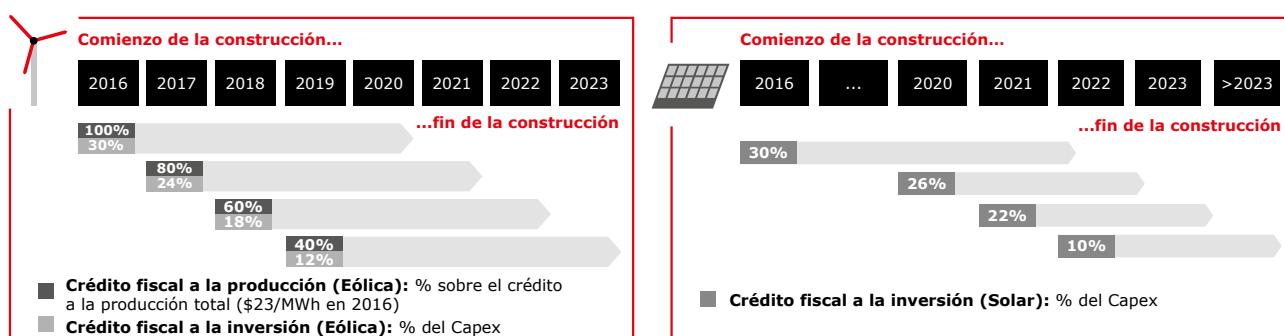 Comienzo de la construcción...
2016 2017 2018 2019 2020 2021 2022 2023
...fin de la construcción
100%
30%
80%
24%
60%
18%
40%
12%
Crédito fiscal a la producción (Eólica): % sobre el crédito
a la producción total ($23/MWh en 2016)
Crédito fiscal a la inversión (Eólica): % del Capex
Comienzo de la construcción...
2016 ... 2020 2021 2022 2023 >2023
...fin de la construcción
30%
26%
22%
10%
Crédito fiscal a la inversión (Solar): % del Capex